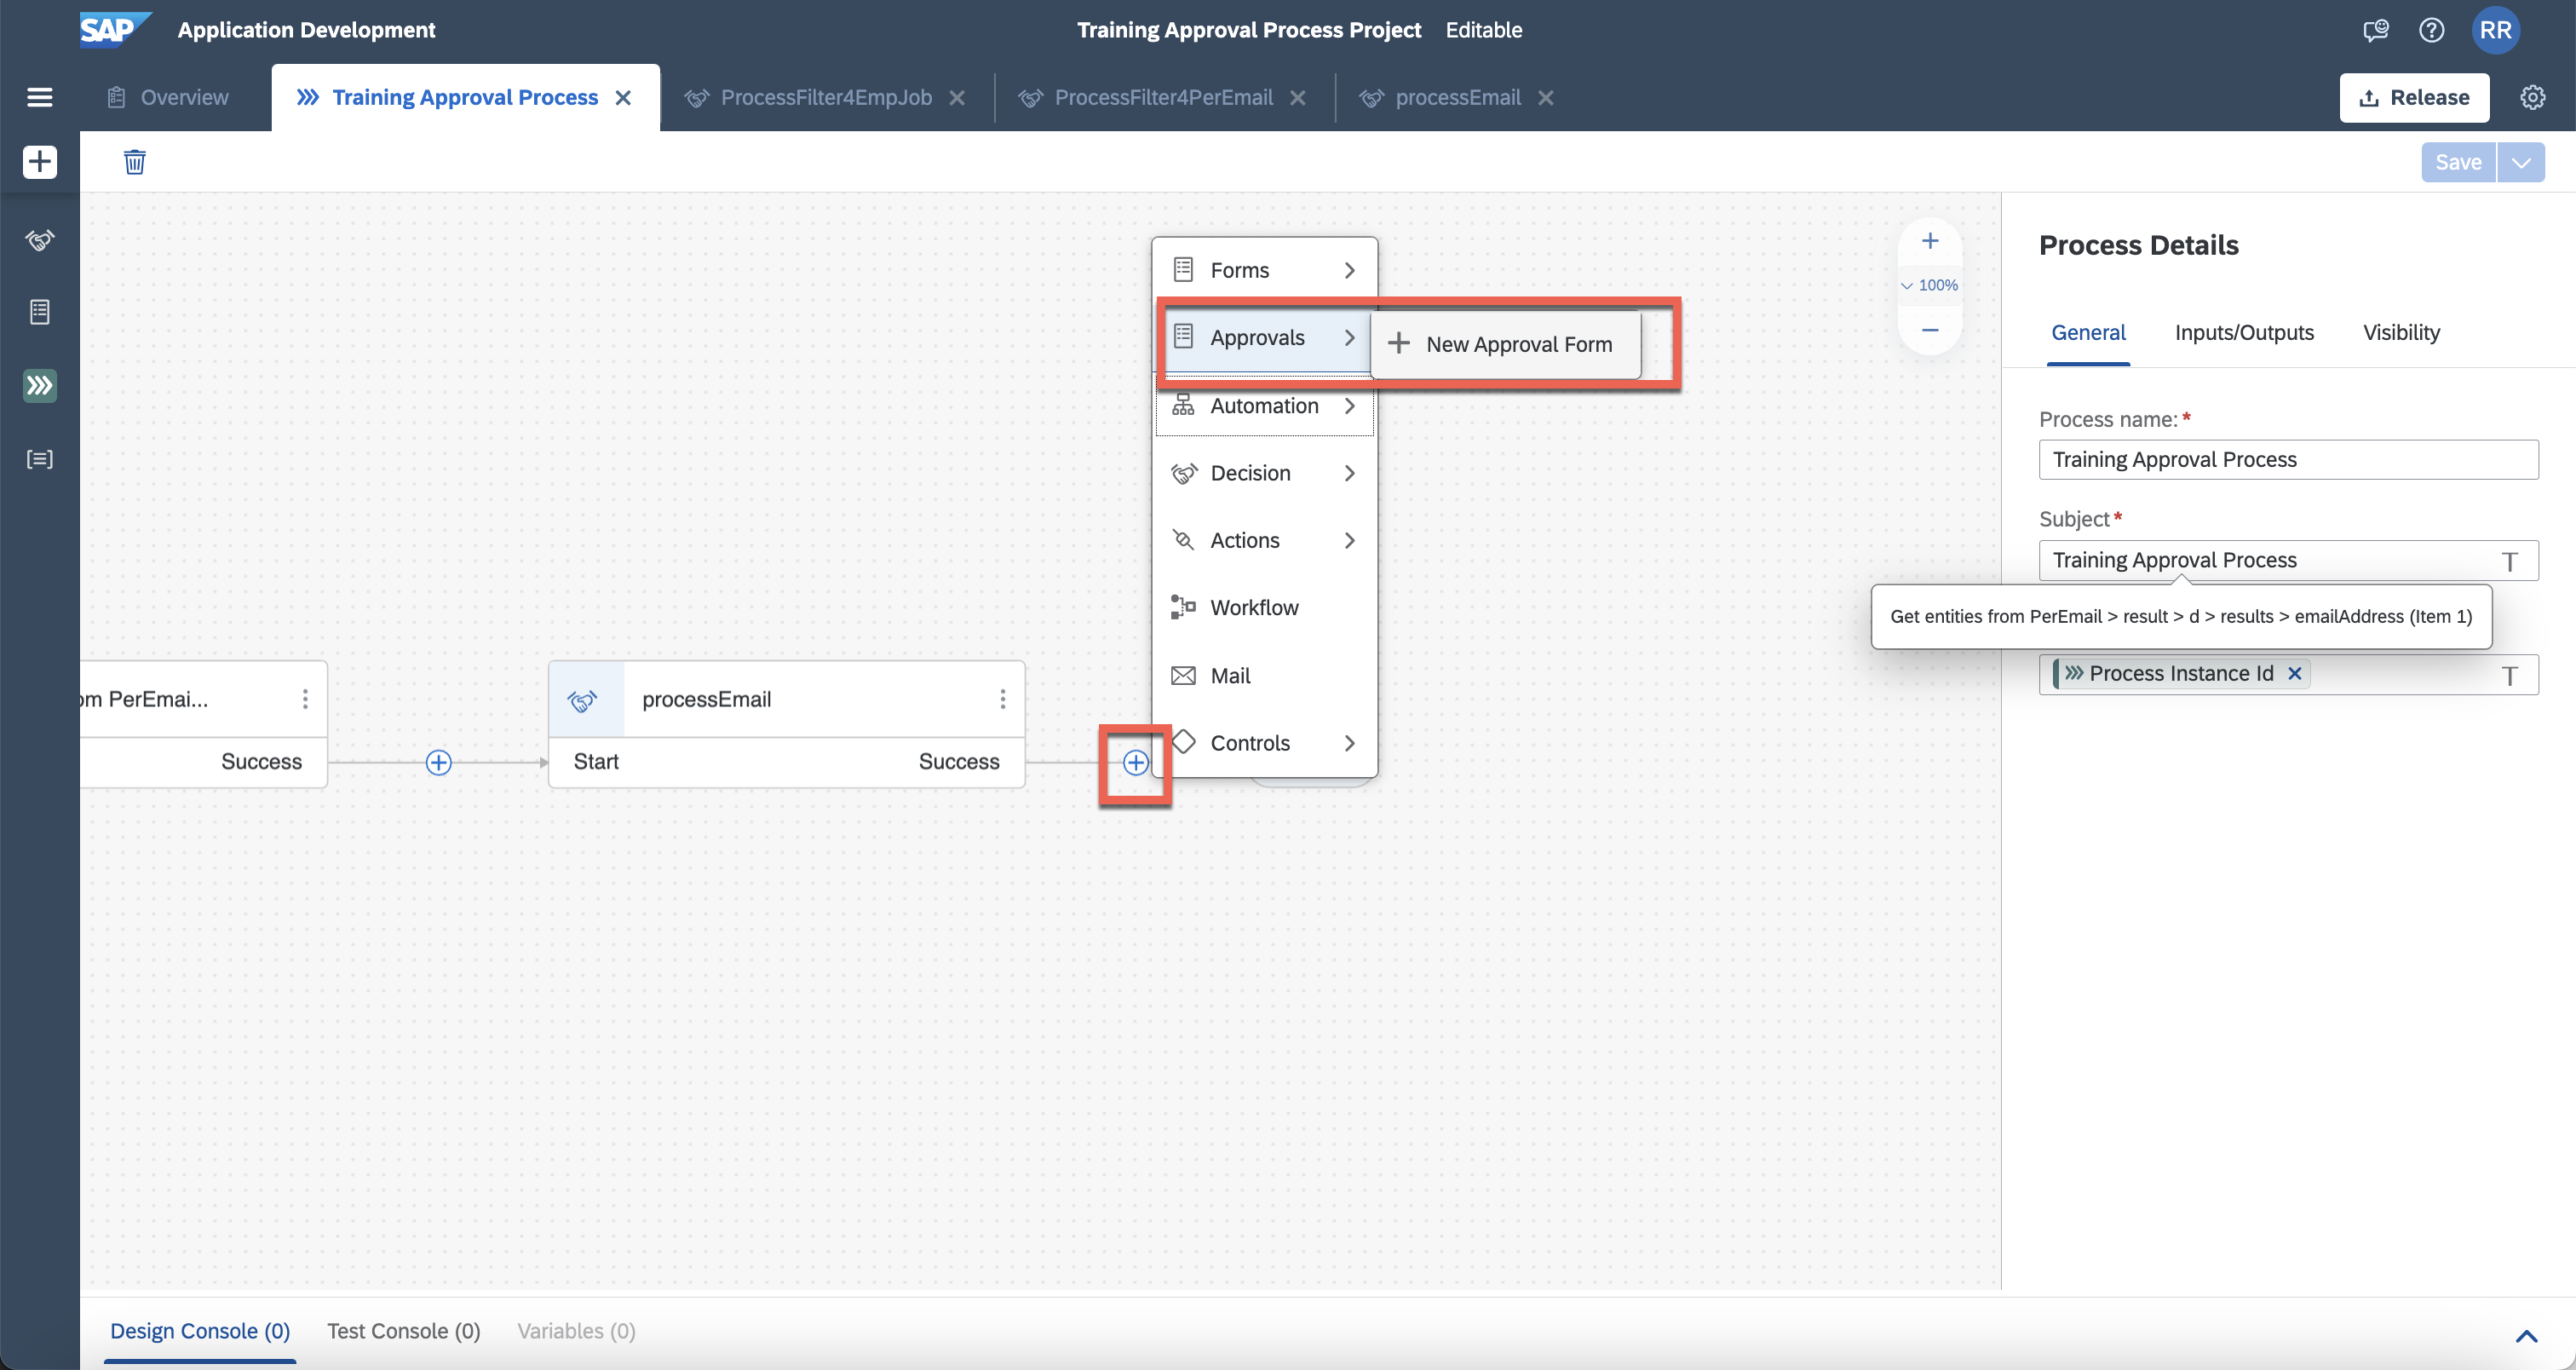 SAP Application Development
Training Approval Process Project Editable
RR
Overview
Training Approval Process
ProcessFilter4EmpJob
ProcessFilter4PerEmail
processEmail
Release
Save
Forms
Approvals
New Approval Form
Automation
Decision
Actions
Workflow
Mail
Controls
100%
om PerEmai...
Success
processEmail
Start
Success
Process Details
General Inputs/Outputs Visibility
Process name:*
Training Approval Process
Subject*
Training Approval Process
T
Get entities from PerEmail > result > d > results > emailAddress (Item 1)
Process Instance Id
T
Design Console (0) Test Console (0) Variables (0)